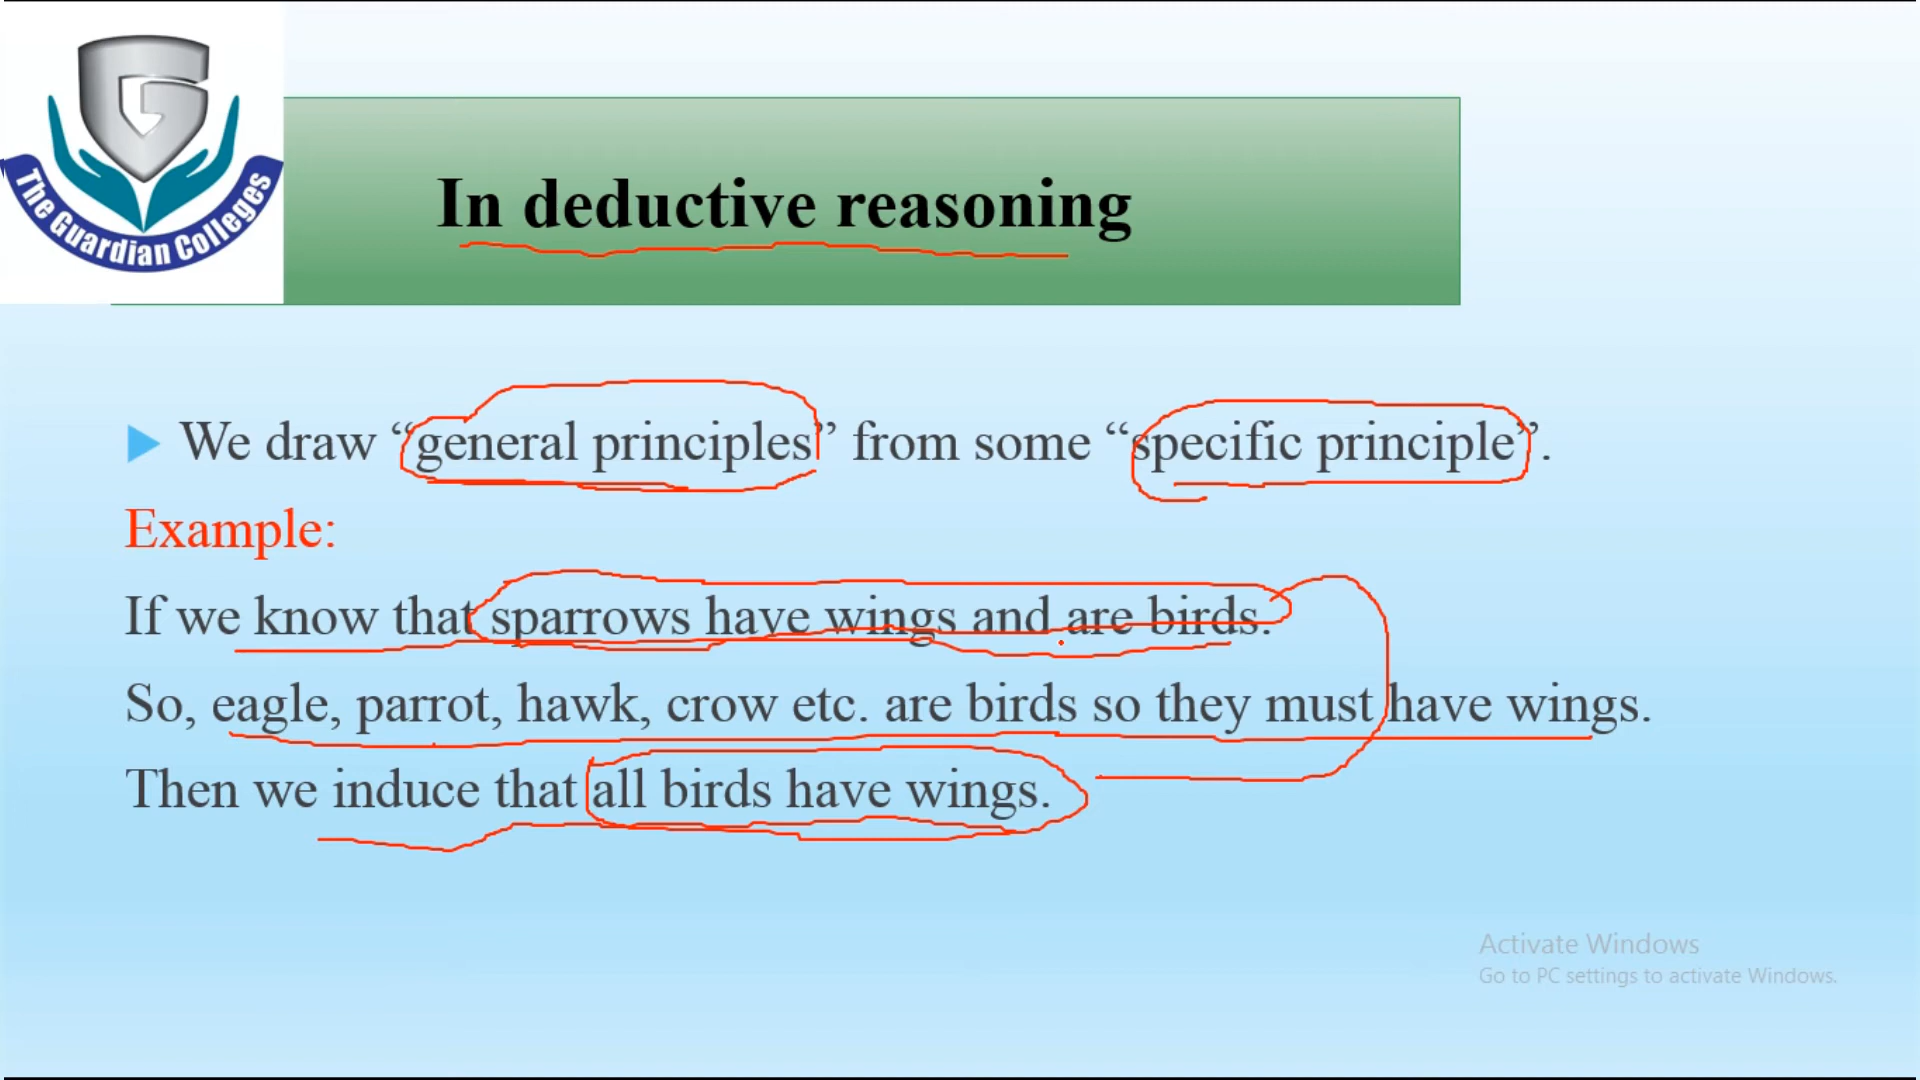 The Guardian Colleges
In deductive reasoning
We draw “general principles” from some “specific principle”.
Example:
If we know that sparrows have wings and are birds.
So, eagle, parrot, hawk, crow etc. are birds so they must have wings.
Then we induce that all birds have wings.
Activate Windows
Go to PC settings to activate Windows.